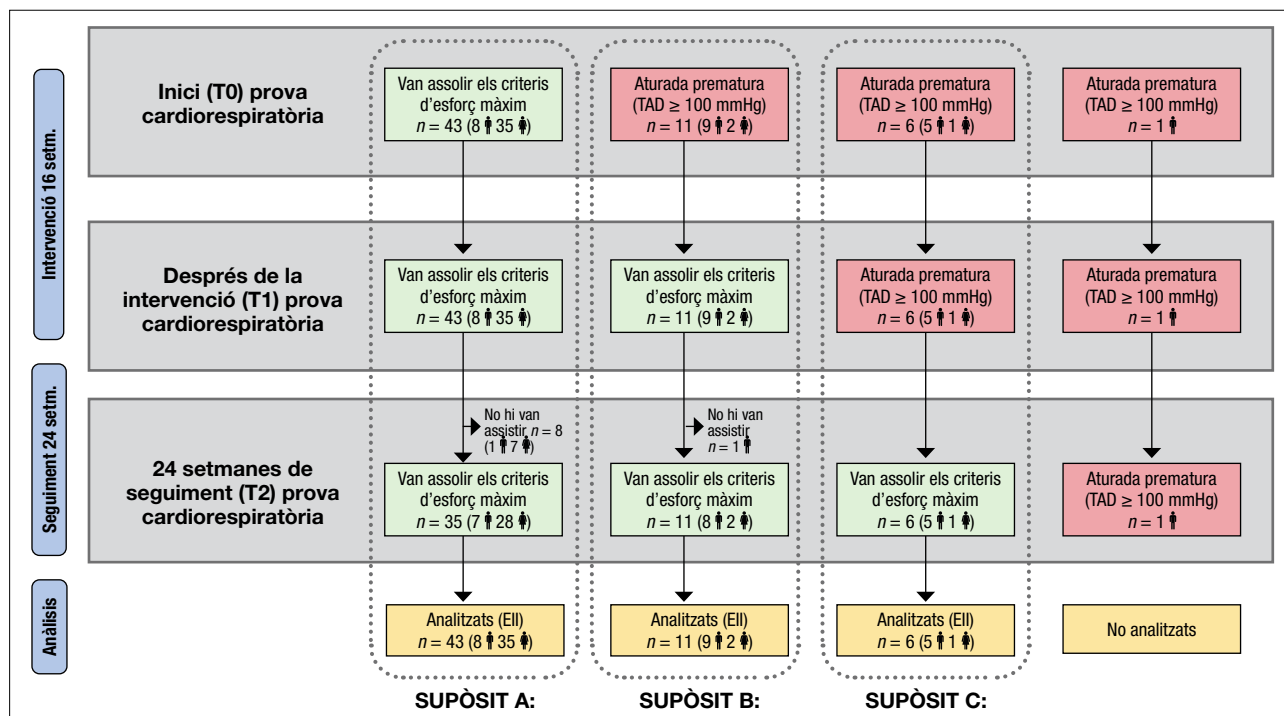 Intervenció 16 setm.
Inici (T0) prova
cardiorespiratòria
Van assolir els criteris
d'esforç màxim
n = 43 (8 35)
Aturada prematura
(TAD ≥ 100 mmHg)
n = 11 (9 2)
Aturada prematura
(TAD ≥ 100 mmHg)
n = 6 (5 1)
Aturada prematura
(TAD ≥ 100 mmHg)
n = 1
Després de la
intervenció (T1) prova
cardiorespiratòria
Van assolir els criteris
d'esforç màxim
n = 43 (8 35)
Van assolir els criteris
d'esforç màxim
n = 11 (9 2)
Aturada prematura
(TAD ≥ 100 mmHg)
n = 6 (5 1)
Aturada prematura
(TAD ≥ 100 mmHg)
n = 1
Seguiment 24 setm.
No hi van
assistir n = 8
(1 7)
No hi van
assistir
n = 1
24 setmanes de
seguiment (T2) prova
cardiorespiratòria
Van assolir els criteris
d'esforç màxim
n = 35 (7 28)
Van assolir els criteris
d'esforç màxim
n = 11 (8 2)
Van assolir els criteris
d'esforç màxim
n = 6 (5 1)
Aturada prematura
(TAD ≥ 100 mmHg)
n = 1
Anàlisis
Analitzats (EII)
n = 43 (8 35)
Analitzats (EII)
n = 11 (9 2)
Analitzats (EII)
n = 6 (5 1)
No analitzats
SUPÒSIT A:
SUPÒSIT B:
SUPÒSIT C: